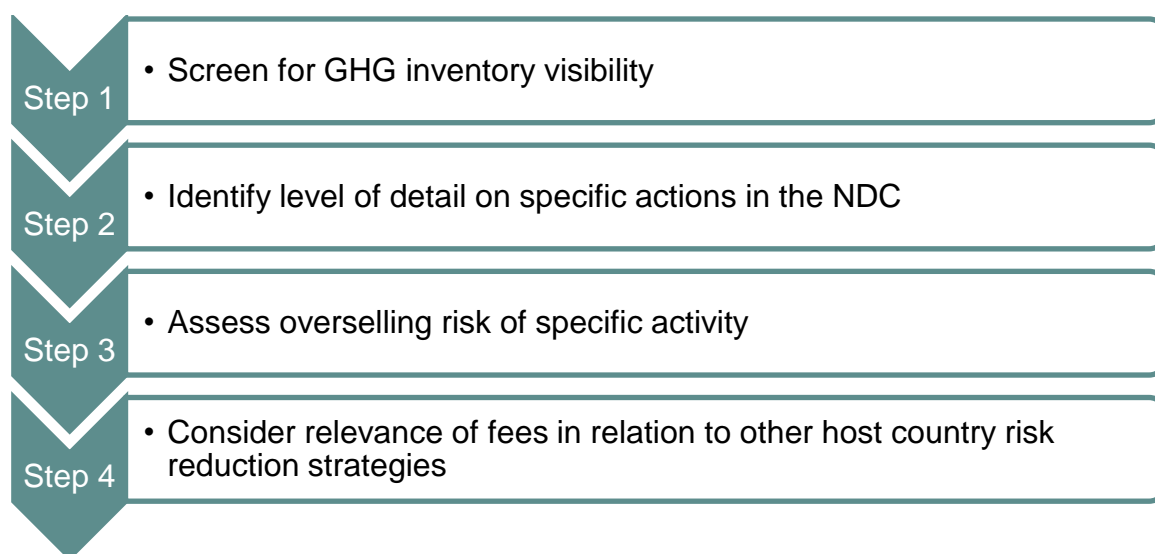 Step 1
• Screen for GHG inventory visibility
Step 2
• Identify level of detail on specific actions in the NDC
Step 3
• Assess overselling risk of specific activity
Step 4
• Consider relevance of fees in relation to other host country risk
reduction strategies